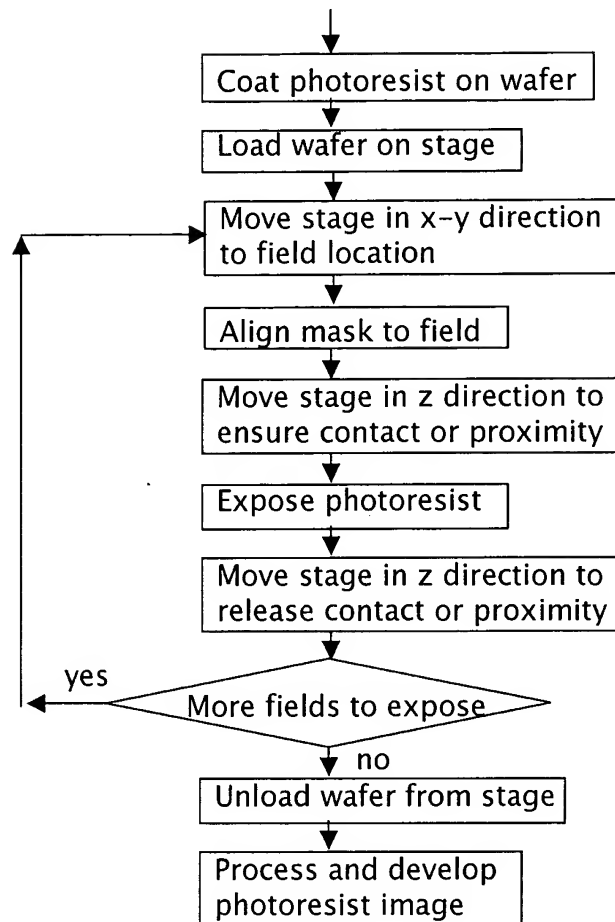 Coat photoresist on wafer
Load wafer on stage
Move stage in x-y direction
to field location
Align mask to field
Move stage in z direction to
ensure contact or proximity
Expose photoresist
Move stage in z direction to
release contact or proximity
yes
More fields to expose
no
Unload wafer from stage
Process and develop
photoresist image